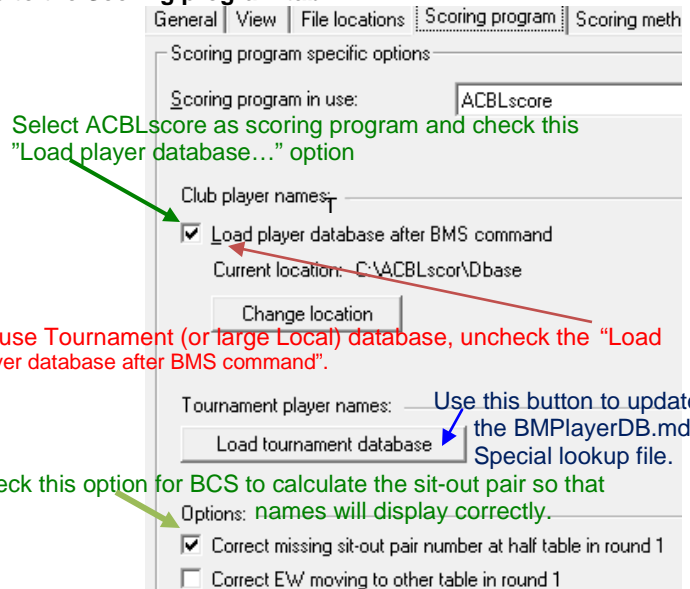 General View File locations Scoring program Scoring meth
Scoring program specific options
Scoring program in use: ACBLscore
Select ACBLscore as scoring program and check this
"Load player database…" option
Club player names:
T
Load player database after BMS command
Current location: C:\ACBLscor\Dbase
Change location
use Tournament (or large Local) database, uncheck the "Load
yer database after BMS command".
Tournament player names:
Use this button to update
the BMPlayerDB.md
Load tournament database
Special lookup file.
eck this option for BCS to calculate the sit-out pair so that
Options: names will display correctly.
Correct missing sit-out pair number at half table in round 1
Correct EW moving to other table in round 1